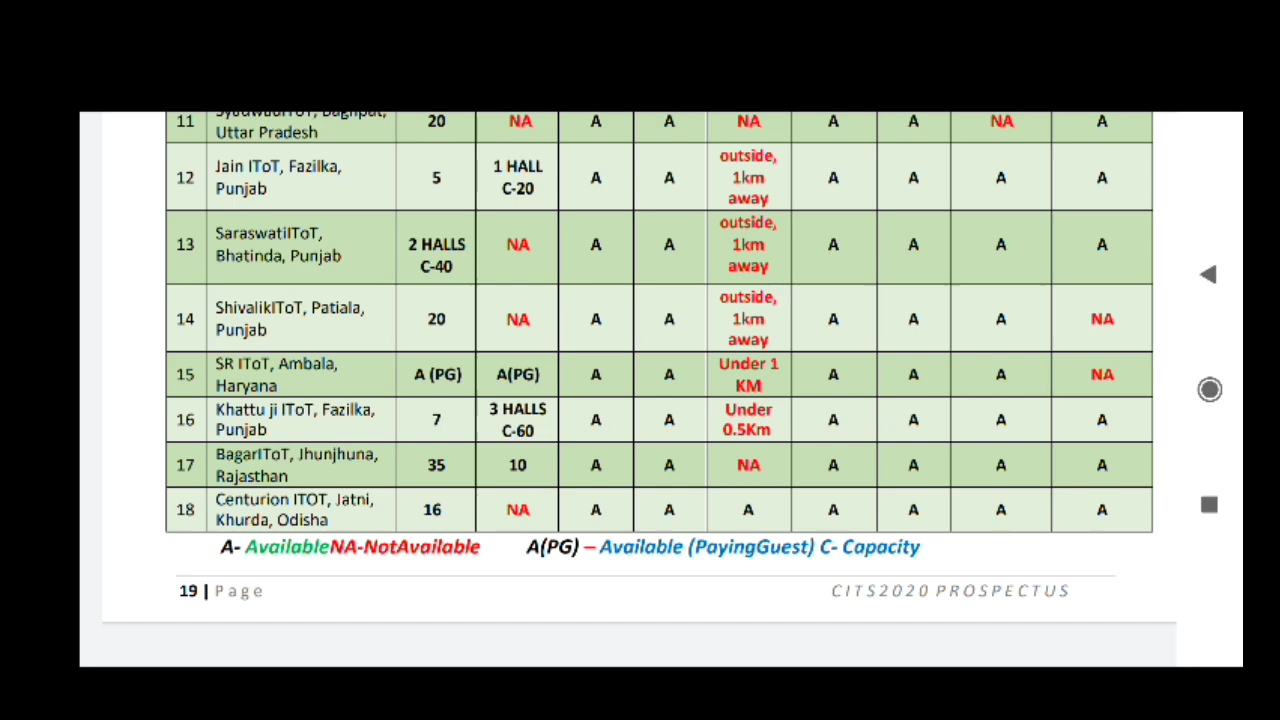 11 Uttar Pradesh 20 NA A A NA A A NA A
12 Jain IToT, Fazilka, Punjab 5 1 HALL C-20 A A outside, 1km away A A A A
13 SaraswatiIToT, Bhatinda, Punjab 2 HALLS C-40 NA A A outside, 1km away A A A A
14 ShivalikIToT, Patiala, Punjab 20 NA A A outside, 1km away A A A NA
15 SR IToT, Ambala, Haryana A (PG) A(PG) A A Under 1 KM A A A NA
16 Khattu ji IToT, Fazilka, Punjab 7 3 HALLS C-60 A A Under 0.5Km A A A A
17 BagarIToT, Jhunjhuna, Rajasthan 35 10 A A NA A A A A
18 Centurion ITOT, Jatni, Khurda, Odisha 16 NA A A A A A A A
A- AvailableNA-NotAvailable A(PG) – Available (PayingGuest) C- Capacity
19 | Page CITS2020 PROSPECTUS